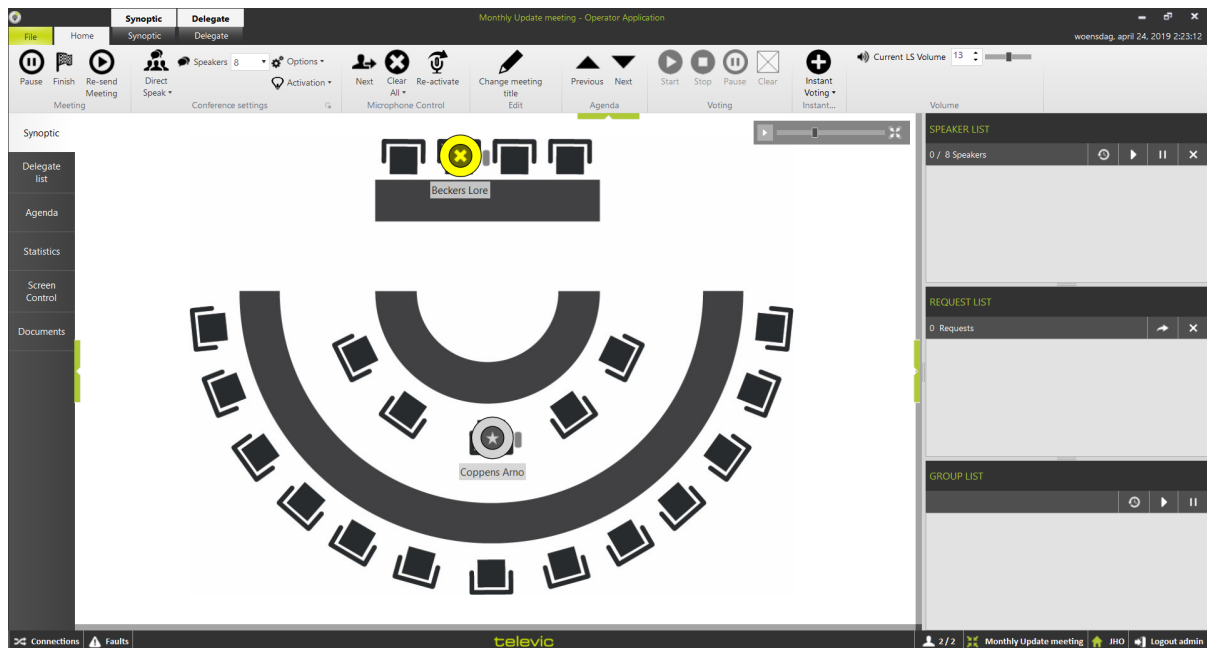 Synoptic Delegate
Monthly Update meeting - Operator Application
File Home Synoptic Delegate
woensdag, april 24, 2019 2:23:12
Pause Finish Re-send Meeting
Meeting
Direct Speak
Speakers 8
Options
Activation
Conference settings
Next Clear All Re-activate
Microphone Control
Change meeting title
Edit
Previous Next
Agenda
Start Stop Pause Clear
Voting
Instant Voting
Instant...
Current LS Volume 13
Volume
Synoptic
Delegate list
Agenda
Statistics
Screen Control
Documents
Beckers Lore
Coppens Arno
SPEAKER LIST
0 / 8 Speakers
REQUEST LIST
0 Requests
GROUP LIST
Connections Faults
televic
2 / 2 Monthly Update meeting JHO Logout admin